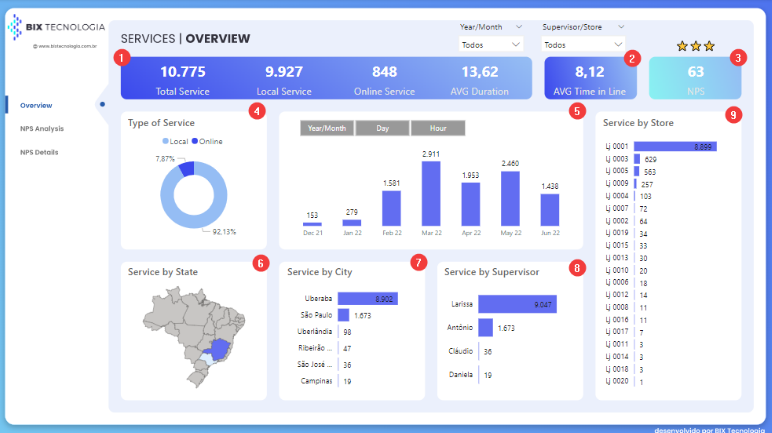 BIX TECNOLOGIA
@ www.bixtecnologia.com.br
SERVICES | OVERVIEW
Year/Month
Todos
Supervisor/Store
Todos
Overview
NPS Analysis
NPS Details
1
10.775
Total Service
9.927
Local Service
848
Online Service
13,62
AVG Duration
2
8,12
AVG Time in Line
3
63
NPS
4
Type of Service
Local Online
7,87%
92,13%
5
Year/Month Day Hour
153
279
1.581
2.911
1.953
2.460
1.438
Dec 21 Jan 22 Feb 22 Mar 22 Apr 22 May 22 Jun 22
9
Service by Store
Lj 0001 8.899
Lj 0003 629
Lj 0005 563
Lj 0009 257
Lj 0004 103
Lj 0007 72
Lj 0002 64
Lj 0019 34
Lj 0015 33
Lj 0013 30
Lj 0010 20
Lj 0006 18
Lj 0012 14
Lj 0008 11
Lj 0016 11
Lj 0017 7
Lj 0011 3
Lj 0014 3
Lj 0018 3
Lj 0020 1
6
Service by State
7
Service by City
Uberaba 8.902
São Paulo 1.673
Uberlândia 98
Ribeirão ... 47
São José ... 36
Campinas 19
8
Service by Supervisor
Larissa 9.047
Antônio 1.673
Cláudio 36
Daniela 19
desenvolvido por BIX Tecnologia